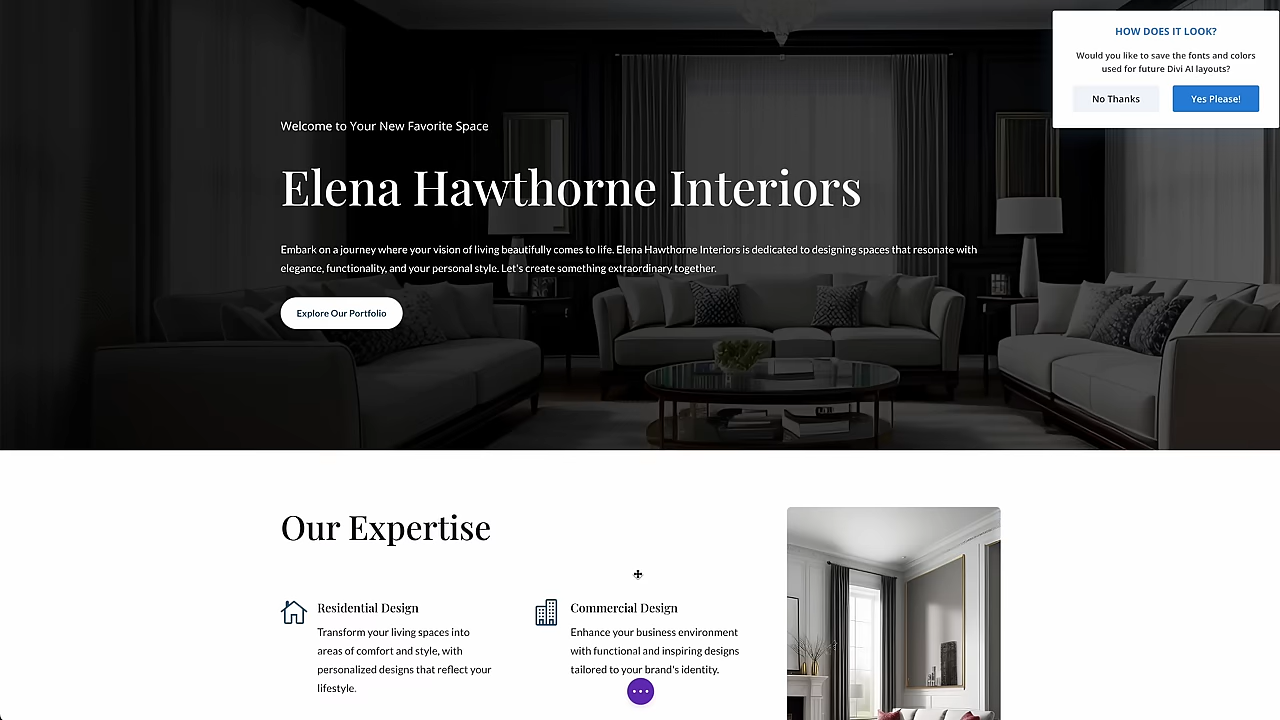 HOW DOES IT LOOK?
Would you like to save the fonts and colors
used for future Divi AI layouts?
No Thanks
Yes Please!
Welcome to Your New Favorite Space
Elena Hawthorne Interiors
Embark on a journey where your vision of living beautifully comes to life. Elena Hawthorne Interiors is dedicated to designing spaces that resonate with
elegance, functionality, and your personal style. Let's create something extraordinary together.
Explore Our Portfolio
Our Expertise
Residential Design
Transform your living spaces into
areas of comfort and style, with
personalized designs that reflect your
lifestyle.
Commercial Design
Enhance your business environment
with functional and inspiring designs
tailored to your brand's identity.